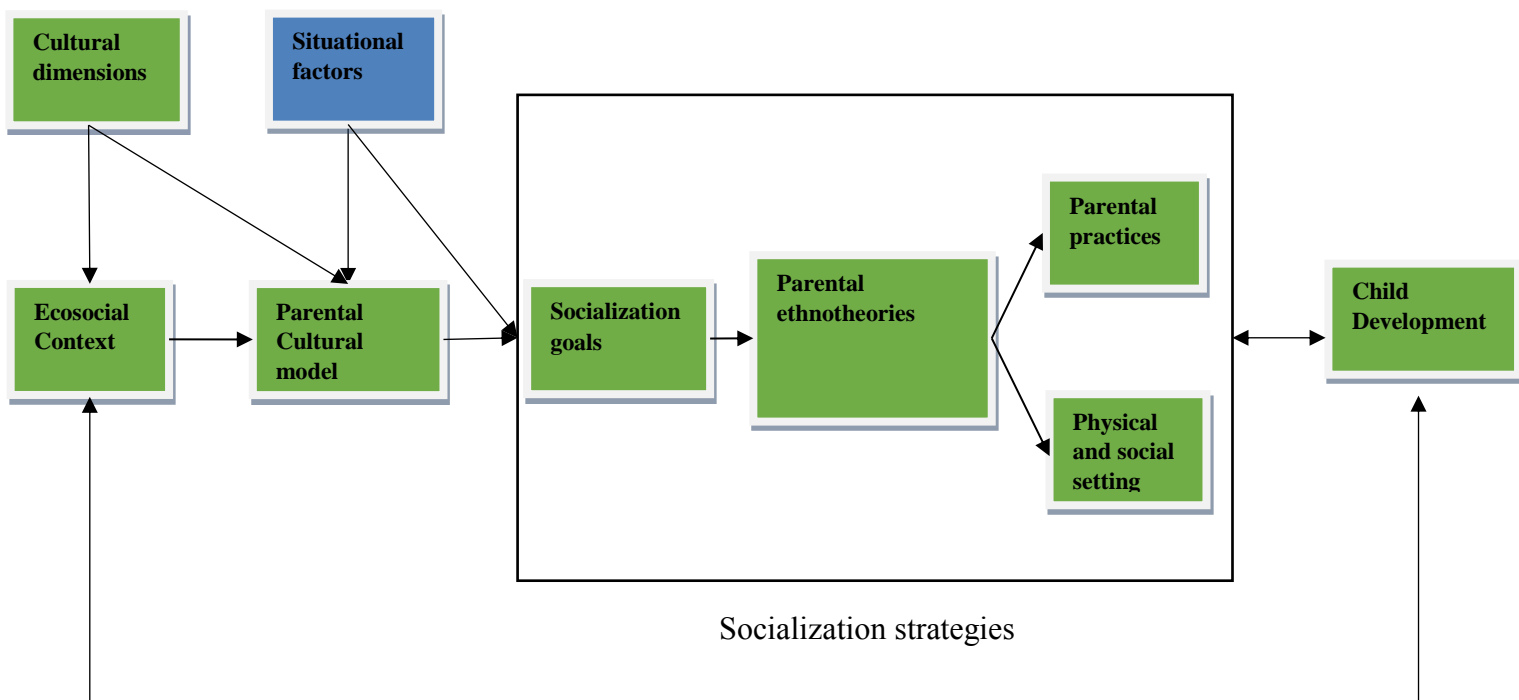 Cultural
dimensions
Situational
factors
Parental
practices
Ecosocial
Context
Parental
Cultural
model
Socialization
goals
Parental
ethnotheories
Child
Development
Physical
and social
setting
Socialization strategies